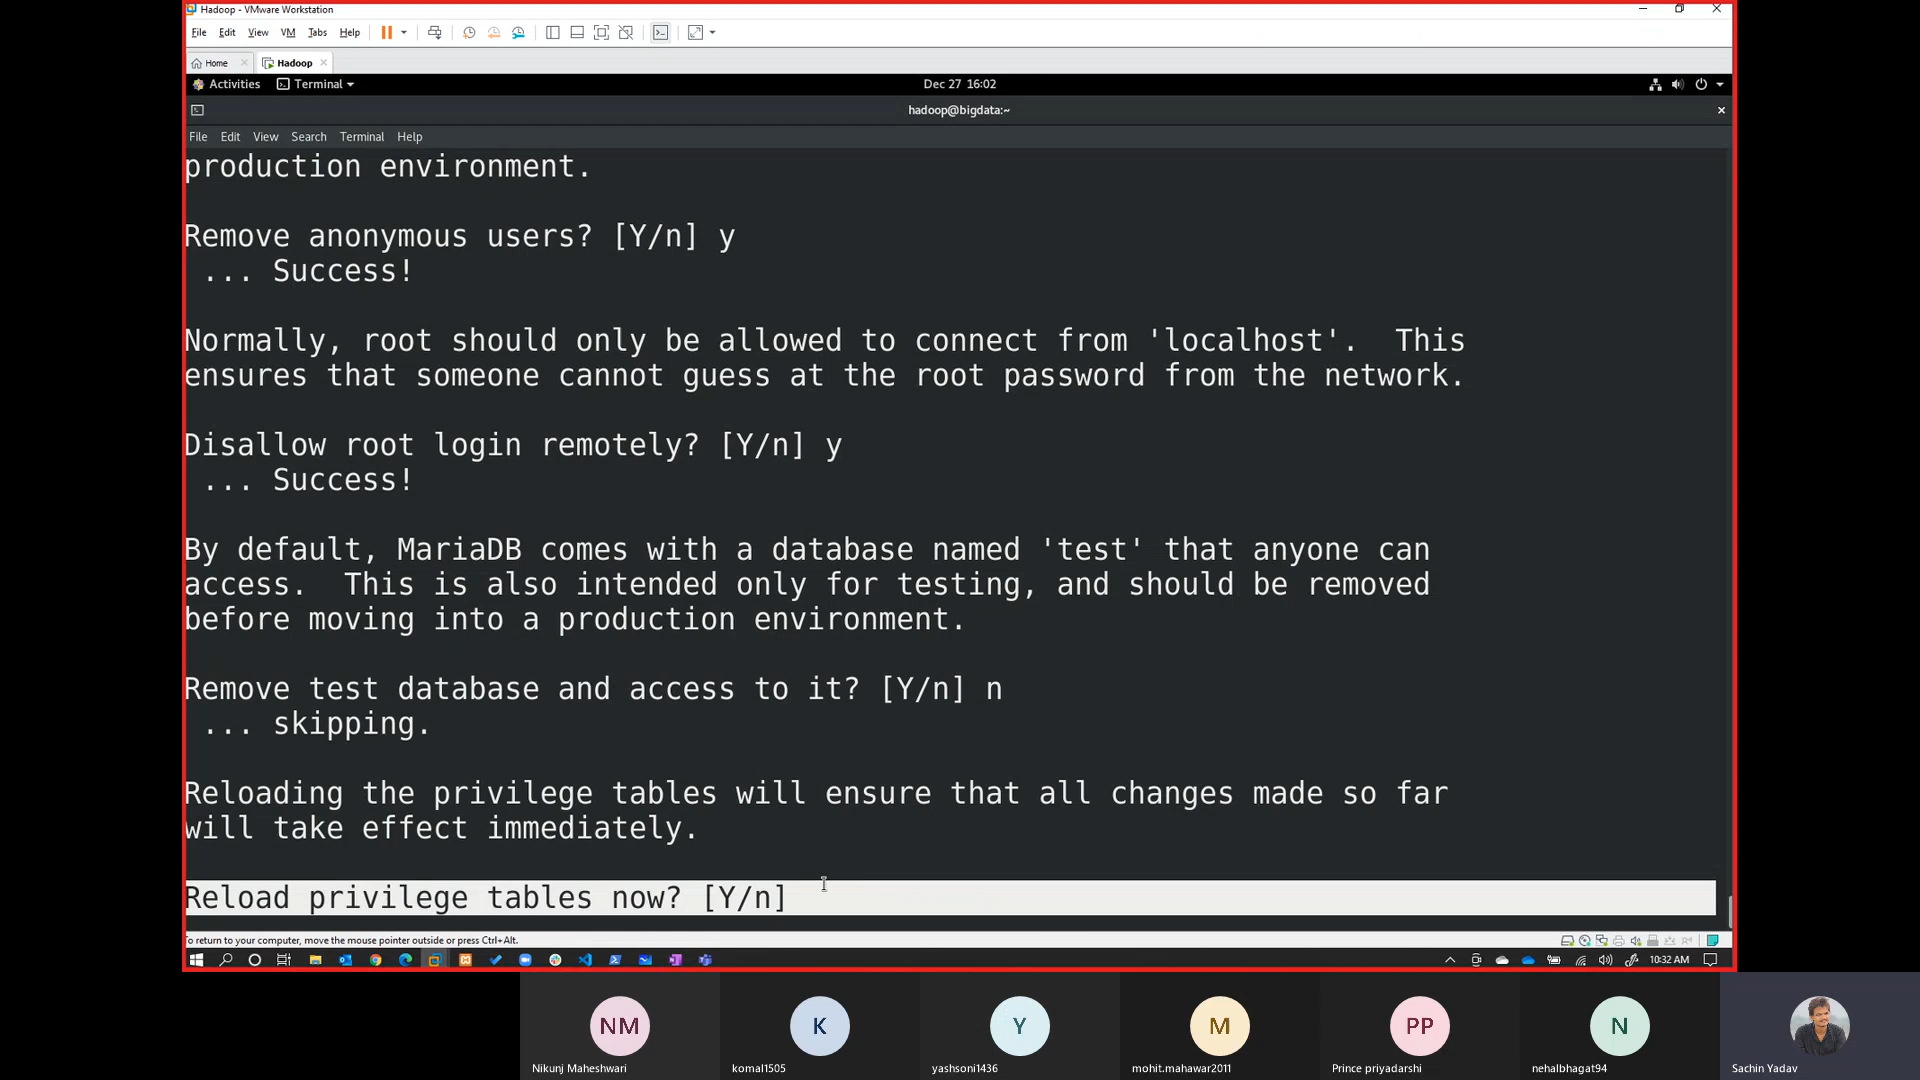 Hadoop - VMware Workstation
File Edit View VM Tabs Help
Home Hadoop
Activities Terminal Dec 27 16:02
hadoop@bigdata:~
File Edit View Search Terminal Help
production environment.
Remove anonymous users? [Y/n] y
... Success!
Normally, root should only be allowed to connect from 'localhost'. This
ensures that someone cannot guess at the root password from the network.
Disallow root login remotely? [Y/n] y
... Success!
By default, MariaDB comes with a database named 'test' that anyone can
access. This is also intended only for testing, and should be removed
before moving into a production environment.
Remove test database and access to it? [Y/n] n
... skipping.
Reloading the privilege tables will ensure that all changes made so far
will take effect immediately.
Reload privilege tables now? [Y/n]
To return to your computer, move the mouse pointer outside or press Ctrl+Alt.
10:32 AM
NM K Y M PP N
Nikunj Maheshwari komal1505 yashsoni1436 mohit.mahawar2011 Prince priyadarshi nehalbhagat94 Sachin Yadav